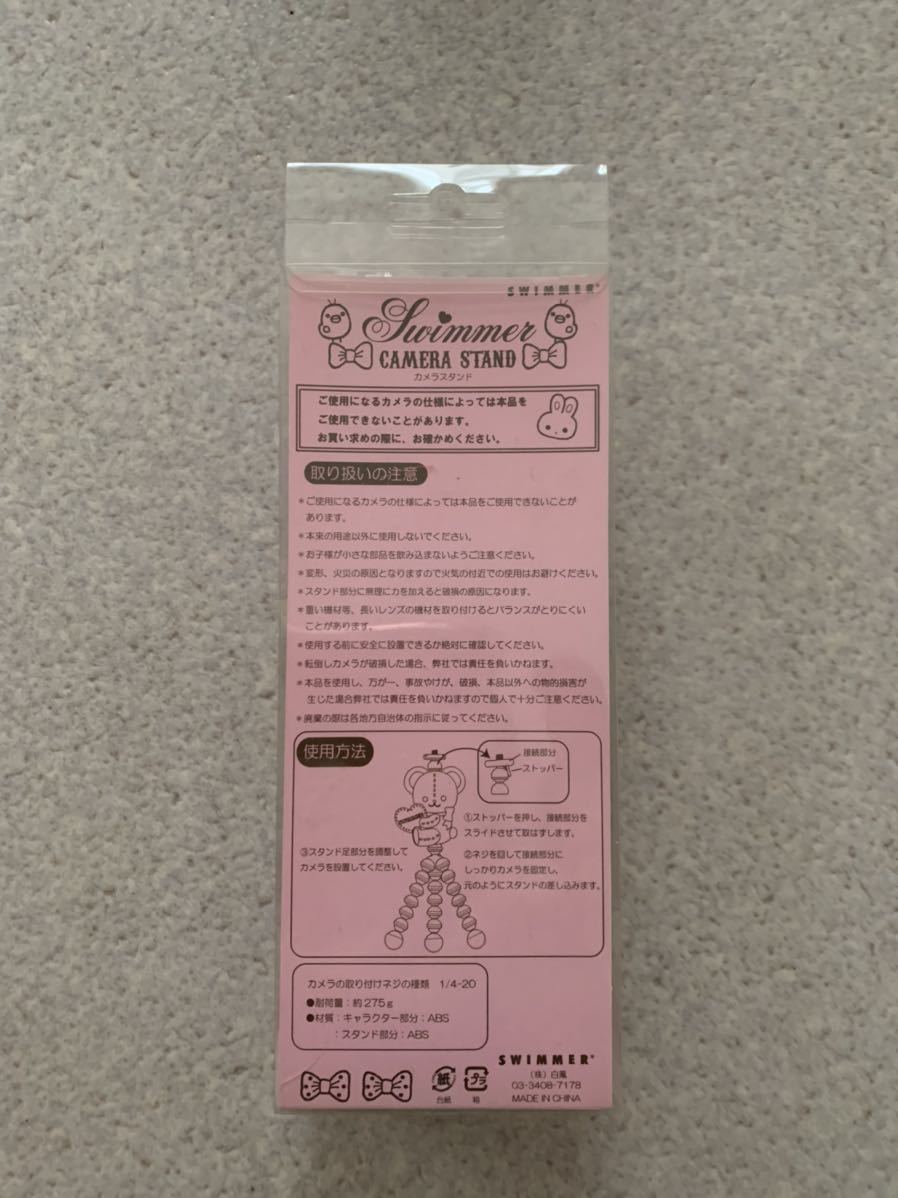 SWIMMER
Swimmer
CAMERA STAND
カメラスタンド
ご使用になるカメラの仕様によっては本品を
ご使用できないことがあります。
お買い求めの際に、お確かめください。
取り扱いの注意
＊ご使用になるカメラの仕様によっては本品をご使用できないことが
あります。
＊本来の用途以外に使用しないでください。
＊お子様が小さな部品を飲み込まないようご注意ください。
＊変形、火災の原因となりますので火気の付近での使用はお避けください。
＊スタンド部分に無理に力を加えると破損の原因になります。
＊重い機材等、長いレンズの機材を取り付けるとバランスがとりにくい
ことがあります。
＊使用する前に安全に設置できるか絶対に確認してください。
＊転倒しカメラが破損した場合、弊社では責任を負いかねます。
＊本品を使用し、万が一、事故やけが、破損、本品以外への物的損害が
生じた場合弊社では責任を負いかねますので個人で十分ご注意ください。
＊廃棄の際は各地方自治体の指示に従ってください。
使用方法
接続部分
ストッパー
①ストッパーを押し、接続部分を
スライドさせて取はずします。
②ネジを回して接続部分に
しっかりカメラを固定し、
元のようにスタンドの差し込みます。
③スタンド足部分を調整して
カメラを設置してください。
カメラの取り付けネジの種類 1/4-20
●耐荷量：約275g
●材質：キャラクター部分：ABS
：スタンド部分：ABS
SWIMMER®
（株）白鳳
03-3408-7178
MADE IN CHINA
紙
台紙
プラ
箱